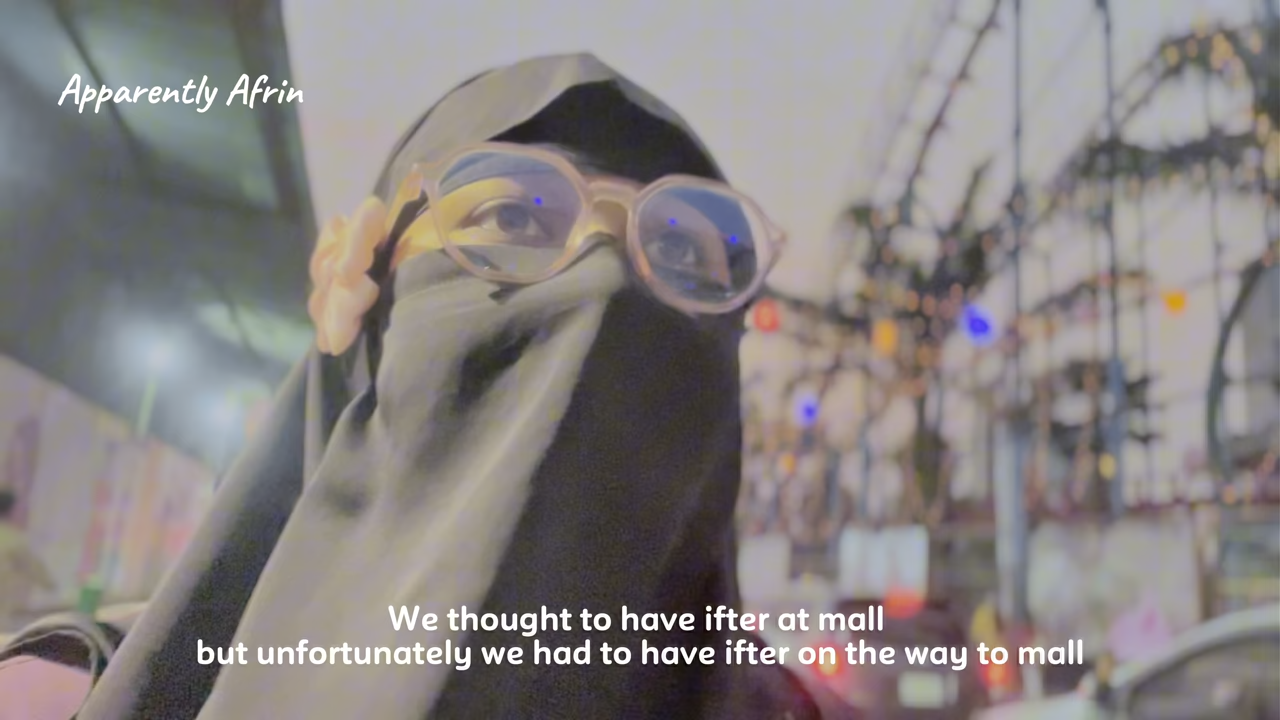 Apparently Afrin
We thought to have ifter at mall
but unfortunately we had to have ifter on the way to mall